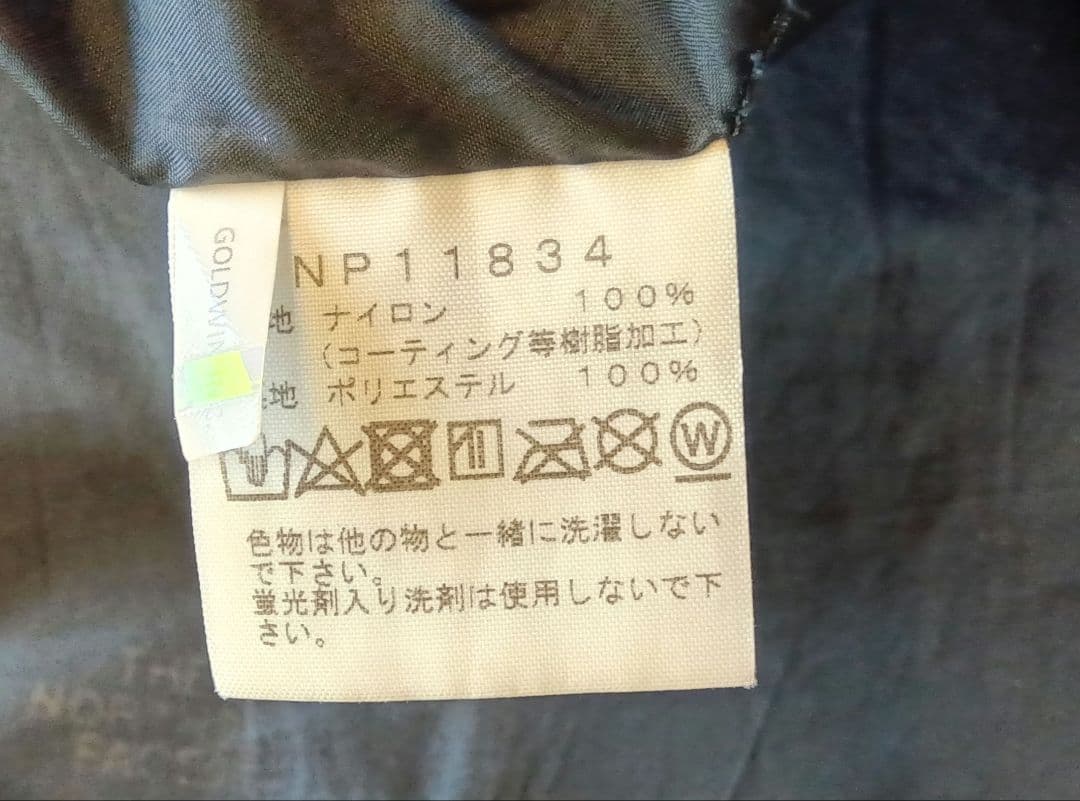 GOLDWIN
NP11834
地 ナイロン 100%
(コーティング等樹脂加工)
地 ポリエステル 100%
W
色物は他の物と一緒に洗濯しない
で下さい。
蛍光剤入り洗剤は使用しないで下
さい。